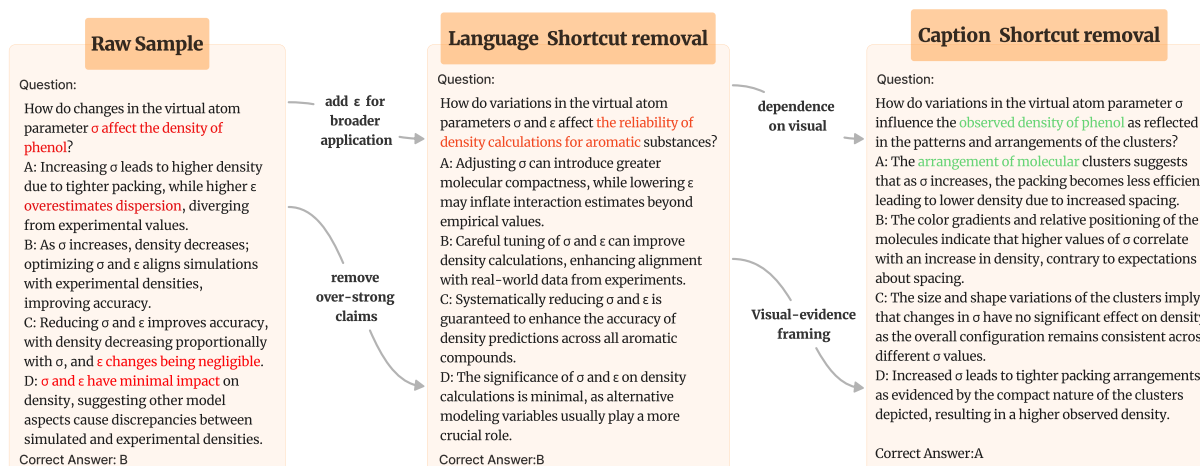 Raw Sample
Question:
How do changes in the virtual atom
parameter σ affect the density of
phenol?
A: Increasing σ leads to higher density
due to tighter packing, while higher ε
overestimates dispersion, diverging
from experimental values.
B: As σ increases, density decreases;
optimizing σ and ε aligns simulations
with experimental densities,
improving accuracy.
C: Reducing σ and ε improves accuracy,
with density decreasing proportionally
with σ, and ε changes being negligible.
D: σ and ε have minimal impact on
density, suggesting other model
aspects cause discrepancies between
simulated and experimental densities.
Correct Answer: B
add ε for
broader
application
remove
over-strong
claims
Language Shortcut removal
Question:
How do variations in the virtual atom
parameters σ and ε affect the reliability of
density calculations for aromatic substances?
A: Adjusting σ can introduce greater
molecular compactness, while lowering ε
may inflate interaction estimates beyond
empirical values.
B: Careful tuning of σ and ε can improve
density calculations, enhancing alignment
with real-world data from experiments.
C: Systematically reducing σ and ε is
guaranteed to enhance the accuracy of
density predictions across all aromatic
compounds.
D: The significance of σ and ε on density
calculations is minimal, as alternative
modeling variables usually play a more
crucial role.
Correct Answer:B
dependence
on visual
Visual-evidence
framing
Caption Shortcut removal
Question:
How do variations in the virtual atom parameter σ
influence the observed density of phenol as reflected
in the patterns and arrangements of the clusters?
A: The arrangement of molecular clusters suggests
that as σ increases, the packing becomes less efficien
leading to lower density due to increased spacing.
B: The color gradients and relative positioning of the
molecules indicate that higher values of σ correlate
with an increase in density, contrary to expectations
about spacing.
C: The size and shape variations of the clusters imply
that changes in σ have no significant effect on density
as the overall configuration remains consistent acros
different σ values.
D: Increased σ leads to tighter packing arrangements
as evidenced by the compact nature of the clusters
depicted, resulting in a higher observed density.
Correct Answer:A